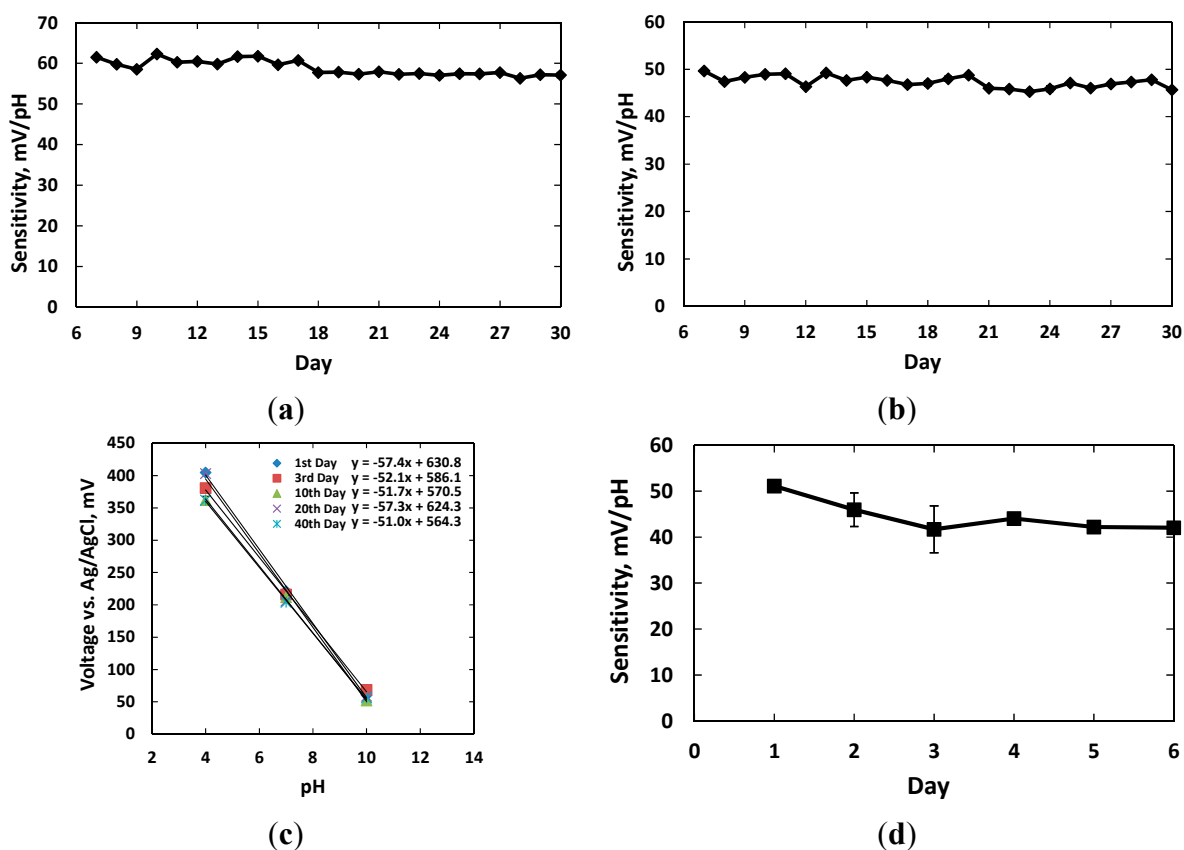 70
60
50
40
30
20
10
0
Sensitivity, mV/pH
6 9 12 15 18 21 24 27 30
Day
(a)
60
50
40
30
20
10
0
Sensitivity, mV/pH
6 9 12 15 18 21 24 27 30
Day
(b)
450
400
350
300
250
200
150
100
50
0
Voltage vs. Ag/AgCl, mV
1st Day y = -57.4x + 630.8
3rd Day y = -52.1x + 586.1
10th Day y = -51.7x + 570.5
20th Day y = -57.3x + 624.3
40th Day y = -51.0x + 564.3
2 4 6 8 10 12 14
pH
(c)
60
50
40
30
20
10
0
Sensitivity, mV/pH
0 1 2 3 4 5 6
Day
(d)